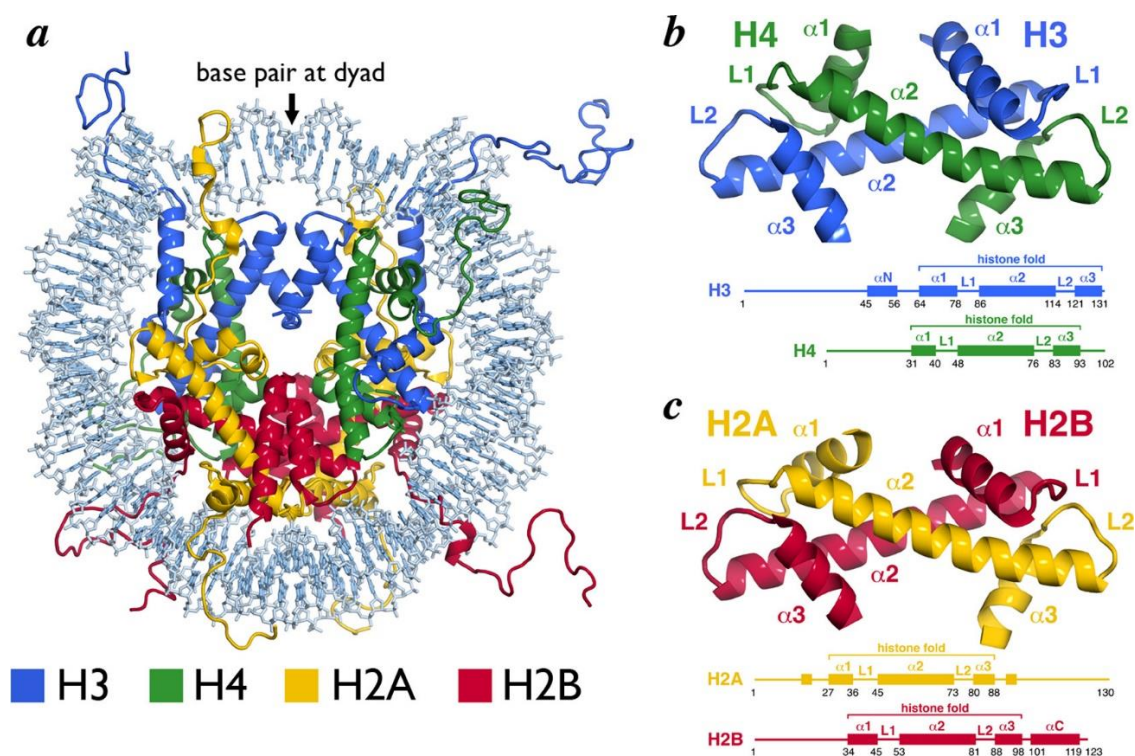 a
base pair at dyad
H3 H4 H2A H2B
b
H4 α1 α1 H3
L1 α2 L1
L2 L2
α2
α3 α3
histone fold
αN α1 L1 α2 L2 α3
H3
1 45 56 64 78 86 114 121 131
histone fold
α1 L1 α2 L2 α3
H4
1 31 40 48 76 83 93 102
c
H2A α1 α1 H2B
L1 α2 L1
L2 L2
α2
α3 α3
histone fold
α1 L1 α2 L2 α3
H2A
1 27 36 45 73 80 88 130
histone fold
α1 L1 α2 L2 α3 αC
H2B
1 34 45 53 81 88 98 101 119 123